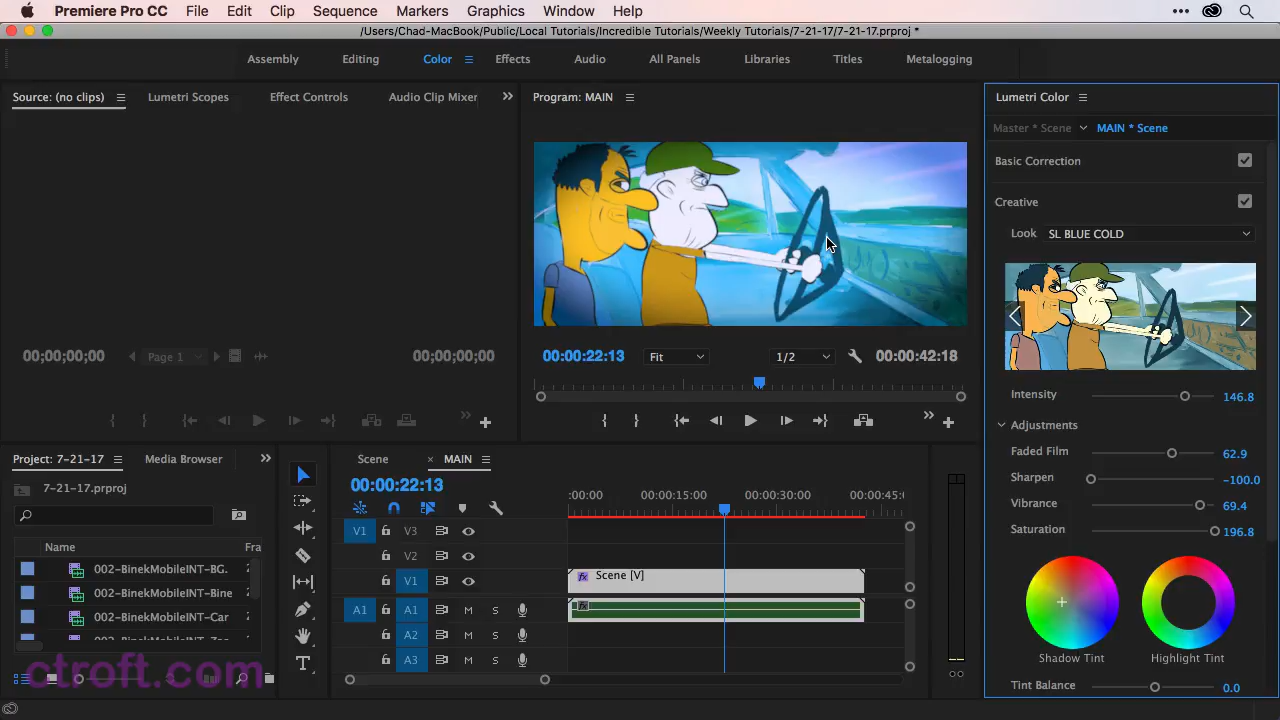 Premiere Pro CC File Edit Clip Sequence Markers Graphics Window Help
/Users/Chad-MacBook/Public/Local Tutorials/Incredible Tutorials/Weekly Tutorials/7-21-17/7-21-17.prproj *
Assembly Editing Color Effects Audio All Panels Libraries Titles Metalogging
Source: (no clips) Lumetri Scopes Effect Controls Audio Clip Mixer
Program: MAIN
Lumetri Color
Master * Scene MAIN * Scene
Basic Correction
Creative
Look SL BLUE COLD
00;00;00;00 Page 1 00;00;00;00
00:00:22:13 Fit 1/2 00:00:42:18
Intensity 146.8
Adjustments
Faded Film 62.9
Sharpen -100.0
Vibrance 69.4
Saturation 196.8
Shadow Tint Highlight Tint
Tint Balance 0.0
Project: 7-21-17 Media Browser
7-21-17.prproj
Name Fra
002-BinekMobileINT-BG.
002-BinekMobileINT-Bine
002-BinekMobileINT-Car
Scene MAIN
00:00:22:13
:00:00 00:00:15:00 00:00:30:00 00:00:45:0
V1 V3
V2
V1 Scene [V]
fx
A1 A1 M S
fx
A2 M S
A3 M S
ctroft.com